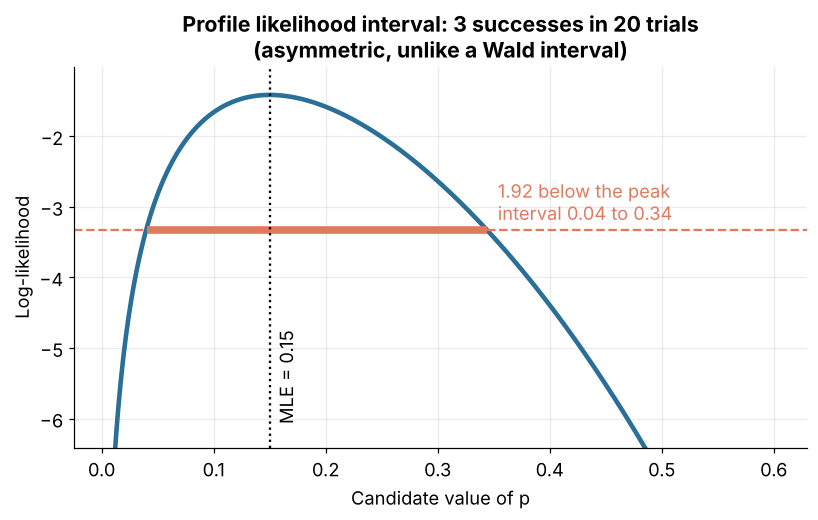 Profile likelihood interval: 3 successes in 20 trials
(asymmetric, unlike a Wald interval)
Log-likelihood
−2
−3
−4
−5
−6
1.92 below the peak
interval 0.04 to 0.34
MLE = 0.15
0.0
0.1
0.2
0.3
0.4
0.5
0.6
Candidate value of p